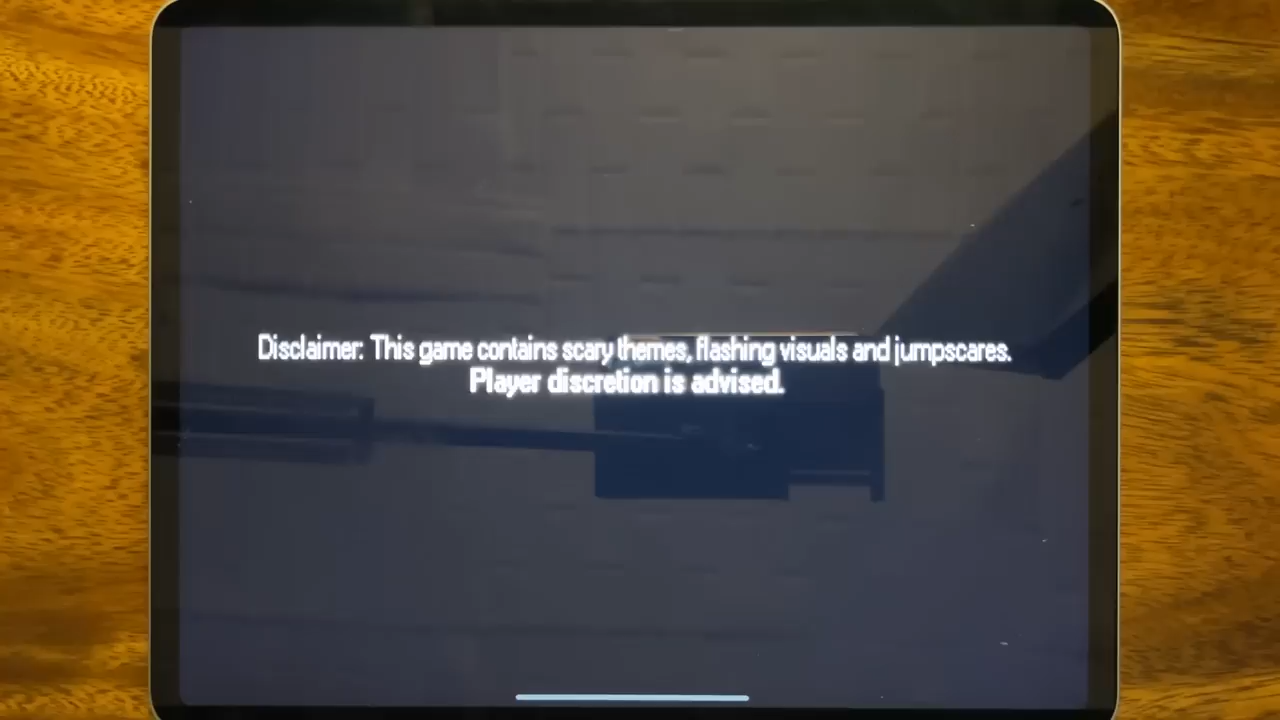 Disclaimer: This game contains scary themes, flashing visuals and jumpscares.
Player discretion is advised.